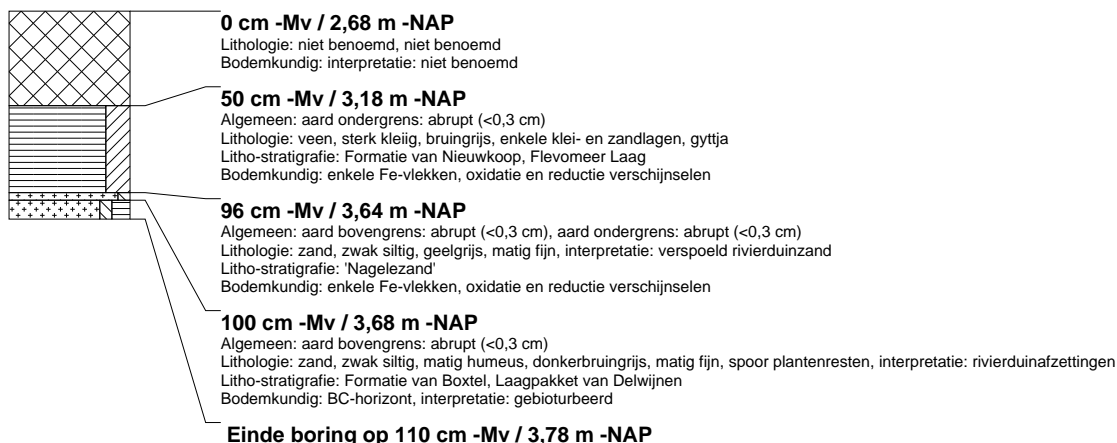 0 cm -Mv / 2,68 m -NAP
Lithologie: niet benoemd, niet benoemd
Bodemkundig: interpretatie: niet benoemd
50 cm -Mv / 3,18 m -NAP
Algemeen: aard ondergrens: abrupt (<0,3 cm)
Lithologie: veen, sterk kleiig, bruingrijs, enkele klei- en zandlagen, gyttja
Litho-stratigrafie: Formatie van Nieuwkoop, Flevomeer Laag
Bodemkundig: enkele Fe-vlekken, oxidatie en reductie verschijnselen
96 cm -Mv / 3,64 m -NAP
Algemeen: aard bovengrens: abrupt (<0,3 cm), aard ondergrens: abrupt (<0,3 cm)
Lithologie: zand, zwak siltig, geelgrijs, matig fijn, interpretatie: verspoeld rivierduinzand
Litho-stratigrafie: 'Nagelezand'
Bodemkundig: enkele Fe-vlekken, oxidatie en reductie verschijnselen
100 cm -Mv / 3,68 m -NAP
Algemeen: aard bovengrens: abrupt (<0,3 cm)
Lithologie: zand, zwak siltig, matig humeus, donkerbruingrijs, matig fijn, spoor plantenresten, interpretatie: rivierduinafzettingen
Litho-stratigrafie: Formatie van Boxtel, Laagpakket van Delwijnen
Bodemkundig: BC-horizont, interpretatie: gebioturbeerd
Einde boring op 110 cm -Mv / 3,78 m -NAP